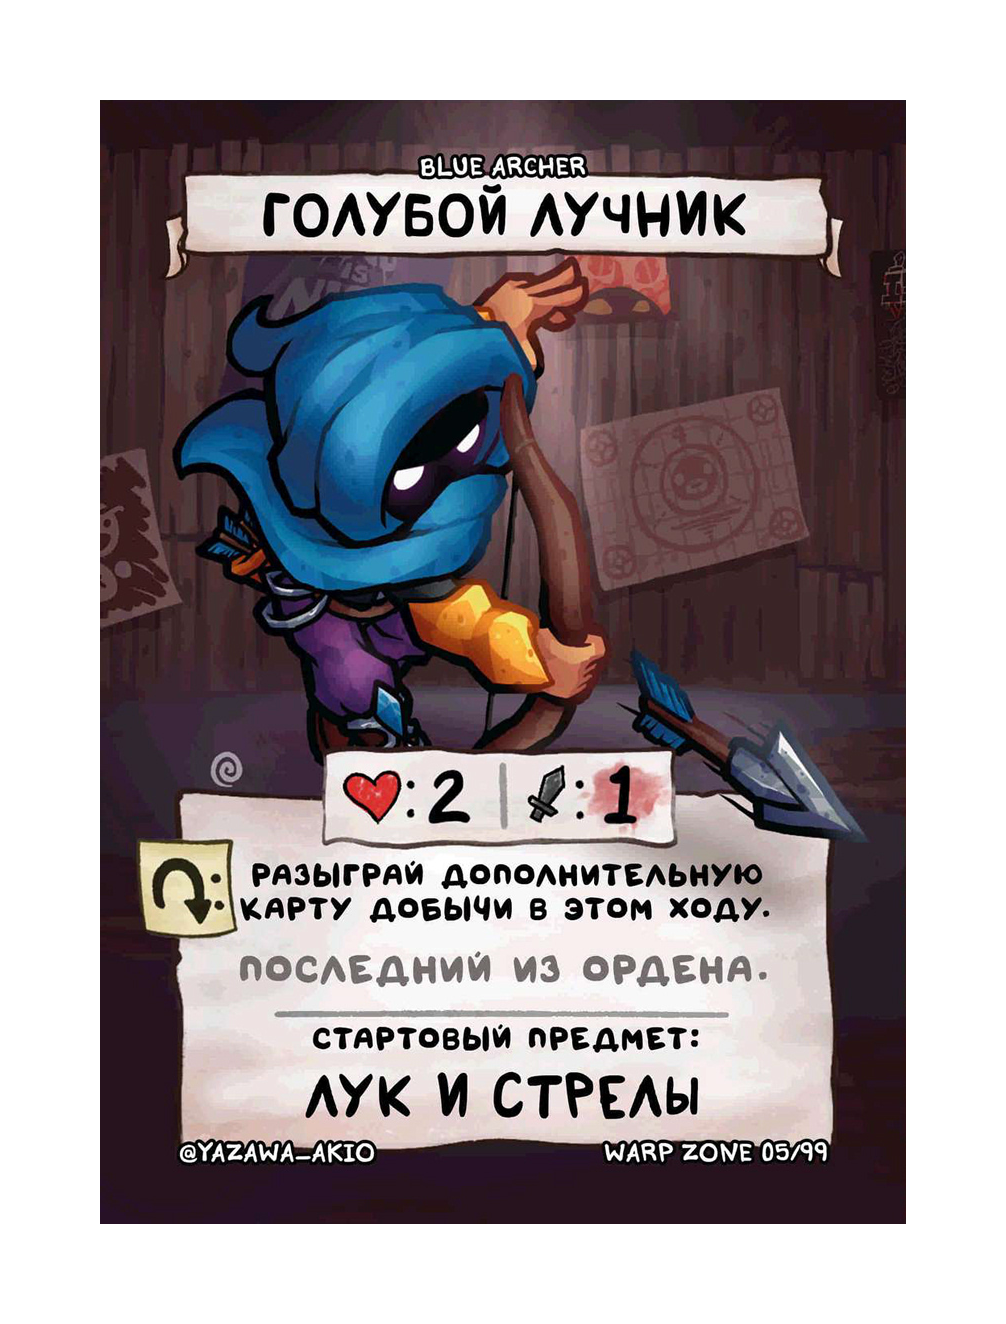 BLUE ARCHER
ГОЛУБОЙ ЛУЧНИК
:2 :1
РАЗЫГРАЙ ДОПОЛНИТЕЛЬНУЮ
КАРТУ ДОБЫЧИ В ЭТОМ ХОДУ.
ПОСЛЕДНИЙ ИЗ ОРДЕНА.
СТАРТОВЫЙ ПРЕДМЕТ:
ЛУК И СТРЕЛЫ
@YAZAWA_AKIO
WARP ZONE 05/99